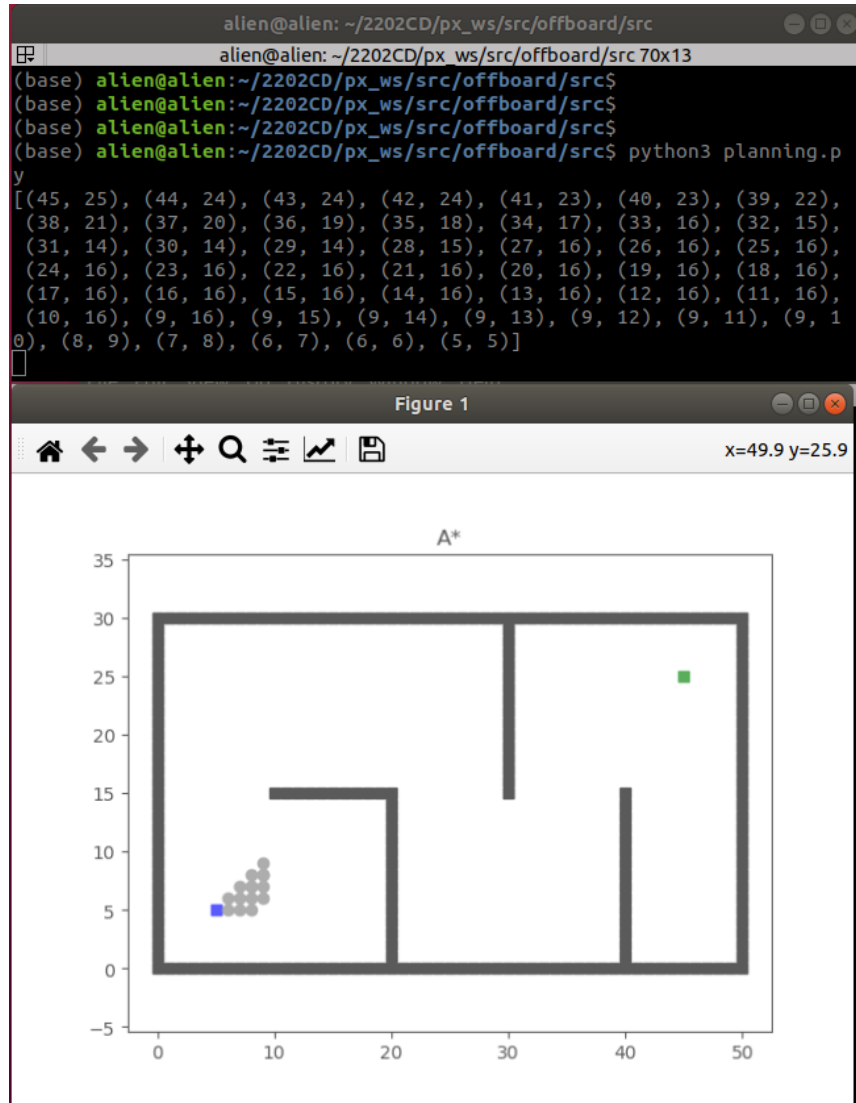 alien@alien: ~/2202CD/px_ws/src/offboard/src
alien@alien: ~/2202CD/px_ws/src/offboard/src 70x13
(base) alien@alien:~/2202CD/px_ws/src/offboard/src$
(base) alien@alien:~/2202CD/px_ws/src/offboard/src$
(base) alien@alien:~/2202CD/px_ws/src/offboard/src$
(base) alien@alien:~/2202CD/px_ws/src/offboard/src$ python3 planning.p
y
[(45, 25), (44, 24), (43, 24), (42, 24), (41, 23), (40, 23), (39, 22),
(38, 21), (37, 20), (36, 19), (35, 18), (34, 17), (33, 16), (32, 15),
(31, 14), (30, 14), (29, 14), (28, 15), (27, 16), (26, 16), (25, 16),
(24, 16), (23, 16), (22, 16), (21, 16), (20, 16), (19, 16), (18, 16),
(17, 16), (16, 16), (15, 16), (14, 16), (13, 16), (12, 16), (11, 16),
(10, 16), (9, 16), (9, 15), (9, 14), (9, 13), (9, 12), (9, 11), (9, 1
0), (8, 9), (7, 8), (6, 7), (6, 6), (5, 5)]
Figure 1
x=49.9 y=25.9
A*
35
30
25
20
15
10
5
0
−5
0 10 20 30 40 50